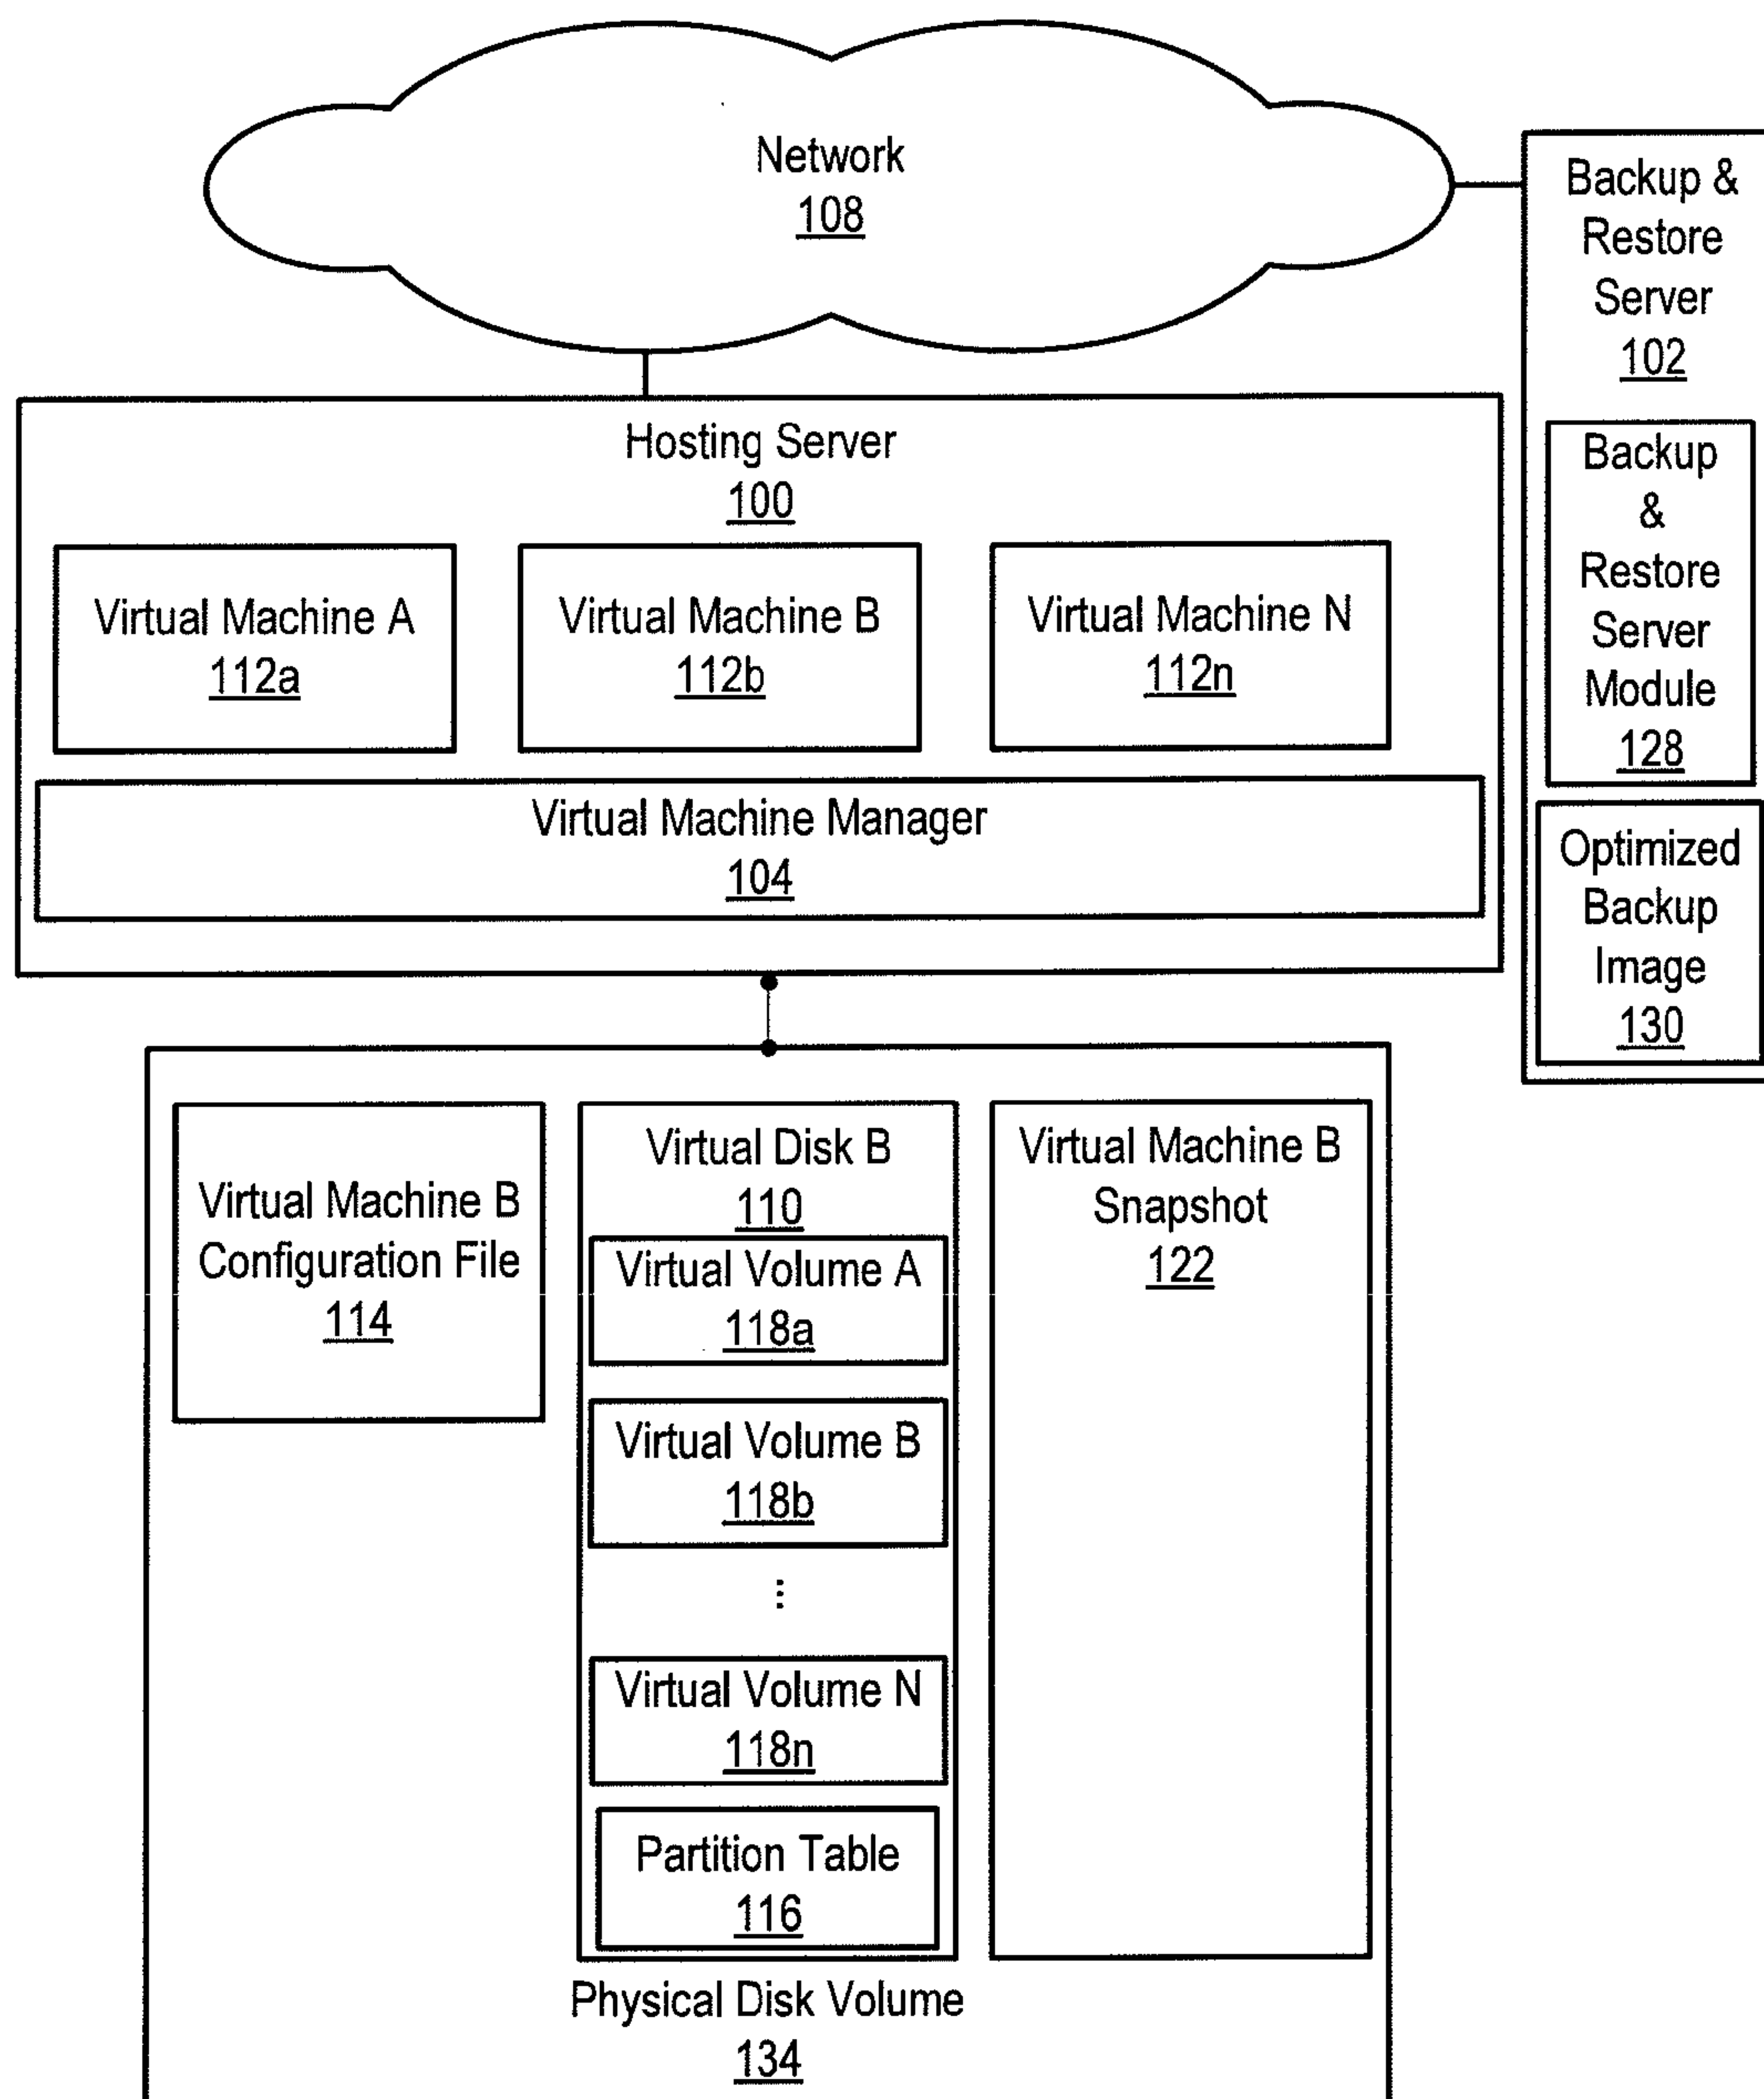 Network
108
Backup &
Restore
Server
102
Backup
&
Restore
Server
Module
128
Optimized
Backup
Image
130
Hosting Server
100
Virtual Machine A
112a
Virtual Machine B
112b
Virtual Machine N
112n
Virtual Machine Manager
104
Virtual Machine B
Configuration File
114
Virtual Disk B
110
Virtual Volume A
118a
Virtual Volume B
118b
...
Virtual Volume N
118n
Partition Table
116
Virtual Machine B
Snapshot
122
Physical Disk Volume
134